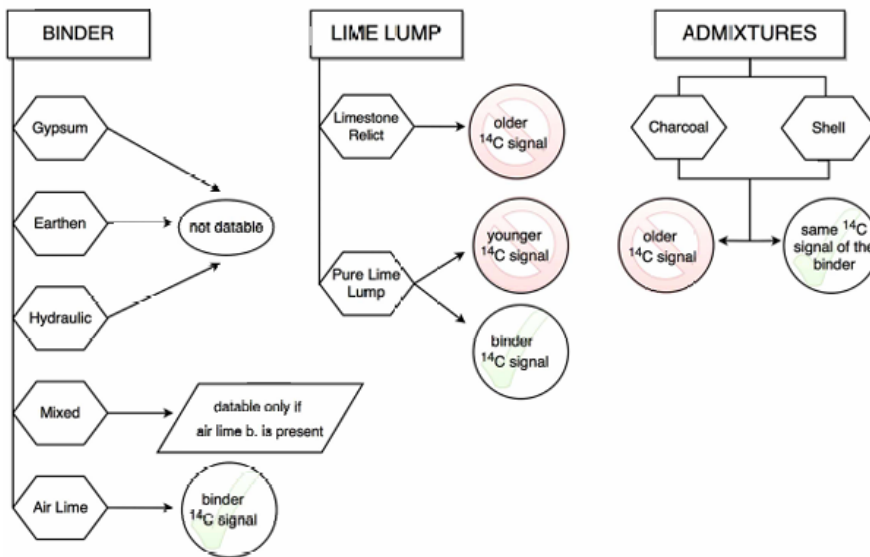 BINDER
Gypsum
Earthen
Hydraulic
not datable
Mixed
datable only if
air lime b. is present
Air Lime
binder
14C signal
LIME LUMP
Limestone
Relict
older
14C signal
Pure Lime
Lump
younger
14C signal
binder
14C signal
ADMIXTURES
Charcoal
Shell
older
14C signal
same 14C
signal of the
binder